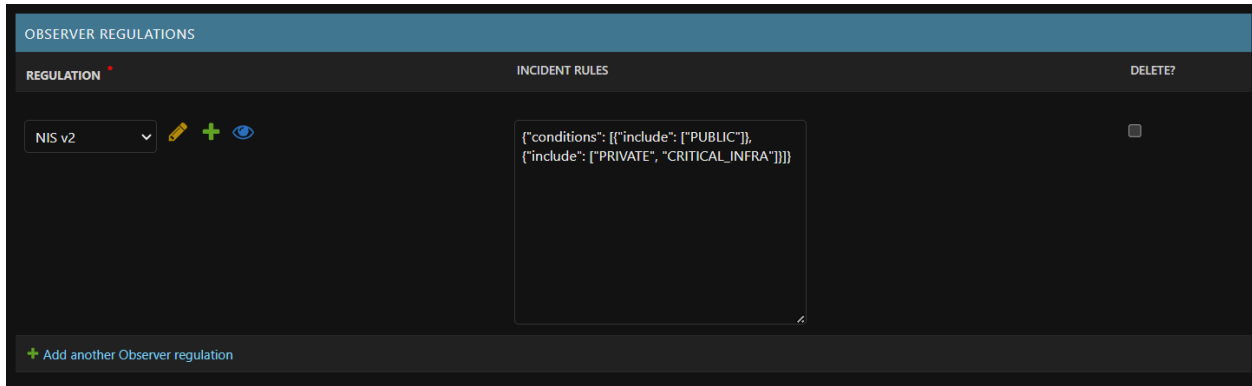 OBSERVER REGULATIONS
REGULATION * INCIDENT RULES DELETE?
NIS v2
{"conditions": [{"include": ["PUBLIC"]},
{"include": ["PRIVATE", "CRITICAL_INFRA"]}]}
Add another Observer regulation